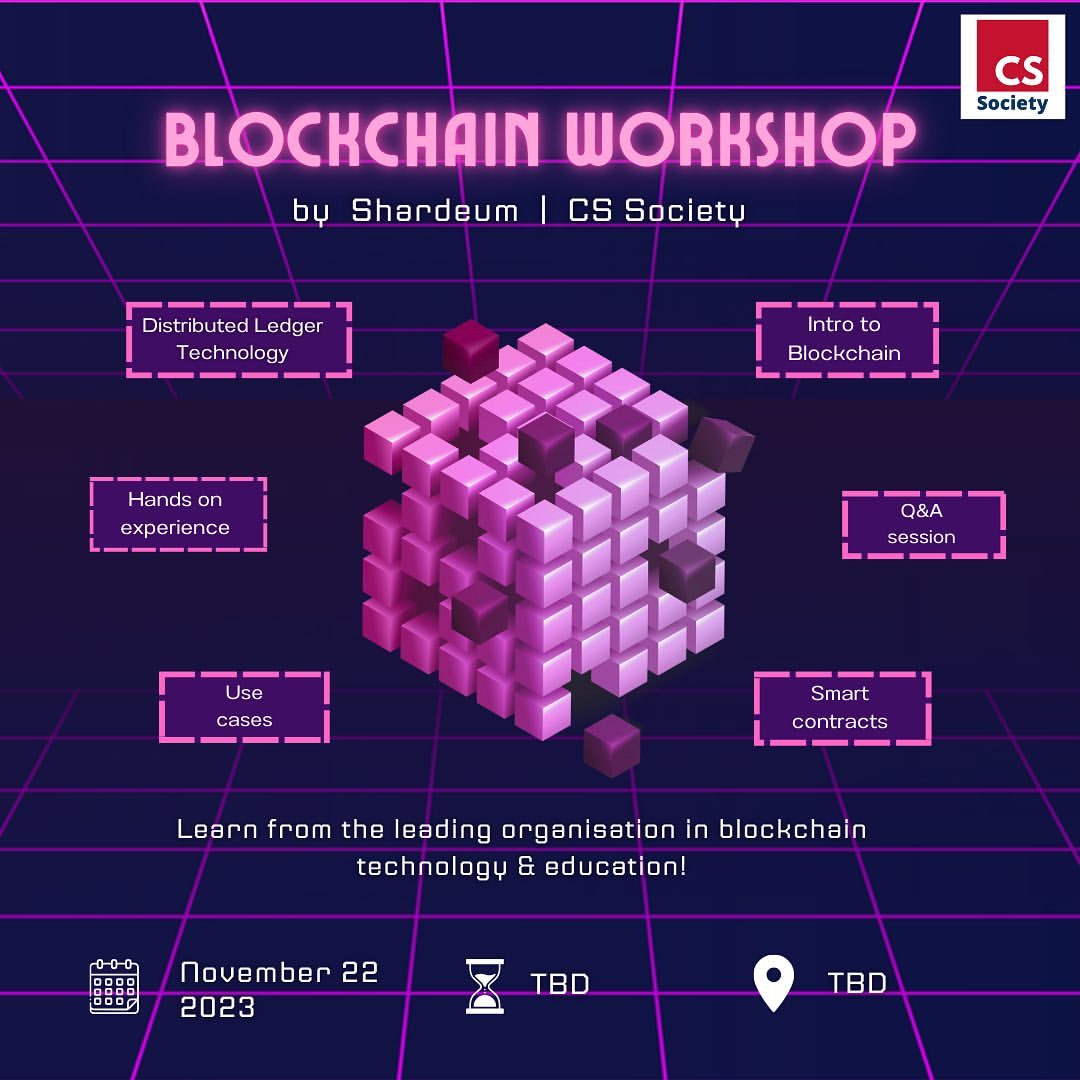 CS
Society
BLOCKCHAIN WORKSHOP
by Shardeum | CS Society
Distributed Ledger
Technology
Intro to
Blockchain
Hands on
experience
Q&A
session
Use
cases
Smart
contracts
Learn from the leading organisation in blockchain
technology & education!
November 22
2023
TBD
TBD